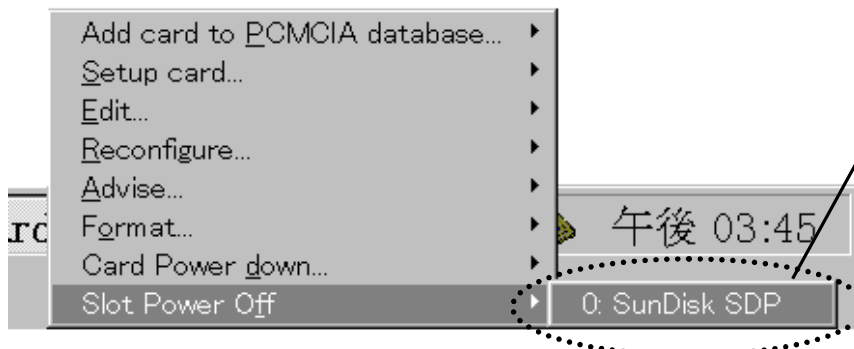 Add card to PCMCIA database...
Setup card...
Edit...
Reconfigure...
Advise...
Format...
午後 03:45
Card Power down...
Slot Power Off
0: SunDisk SDP